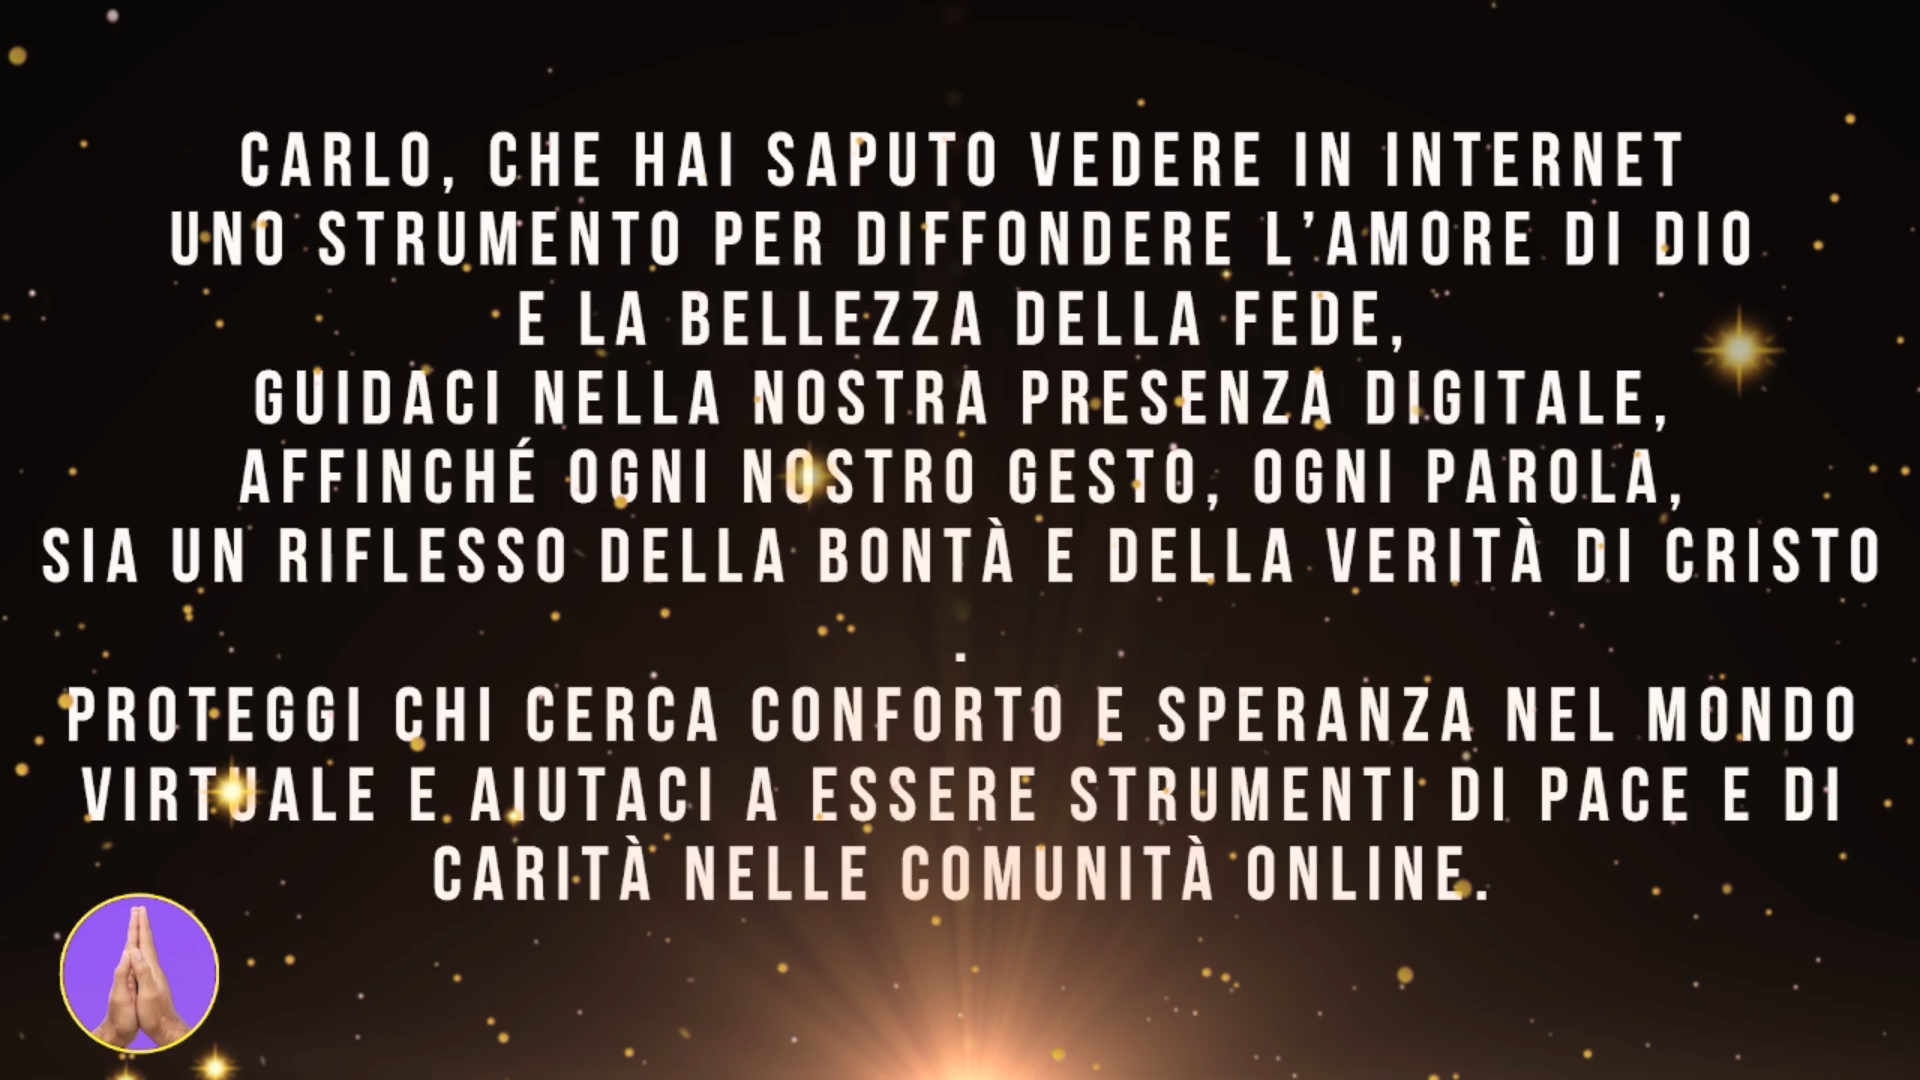 CARLO, CHE HAI SAPUTO VEDERE IN INTERNET
UNO STRUMENTO PER DIFFONDERE L’AMORE DI DIO
E LA BELLEZZA DELLA FEDE,
GUIDACI NELLA NOSTRA PRESENZA DIGITALE,
AFFINCHÉ OGNI NOSTRO GESTO, OGNI PAROLA,
SIA UN RIFLESSO DELLA BONTÀ E DELLA VERITÀ DI CRISTO
.
PROTEGGI CHI CERCA CONFORTO E SPERANZA NEL MONDO
VIRTUALE E AIUTACI A ESSERE STRUMENTI DI PACE E DI
CARITÀ NELLE COMUNITÀ ONLINE.